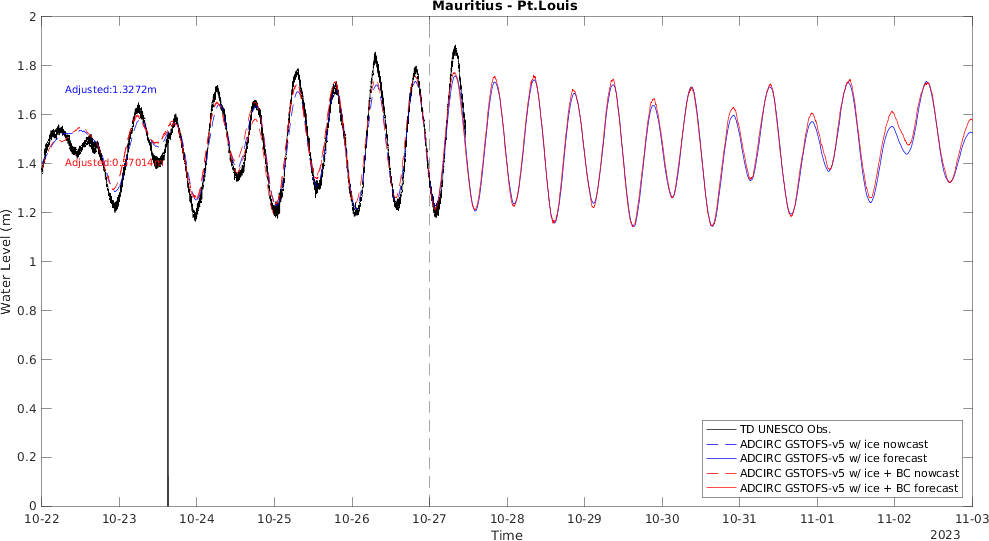 Mauritius - Pt.Louis
Water Level (m)
2
1.8
1.6
1.4
1.2
1
0.8
0.6
0.4
0.2
0
Adjusted:1.3272m
TD UNESCO Obs.
ADCIRC GSTOFS-v5 w/ ice nowcast
ADCIRC GSTOFS-v5 w/ ice forecast
ADCIRC GSTOFS-v5 w/ ice + BC nowcast
ADCIRC GSTOFS-v5 w/ ice + BC forecast
10-22 10-23 10-24 10-25 10-26 10-27 10-28 10-29 10-30 10-31 11-01 11-02 11-03
Time
2023